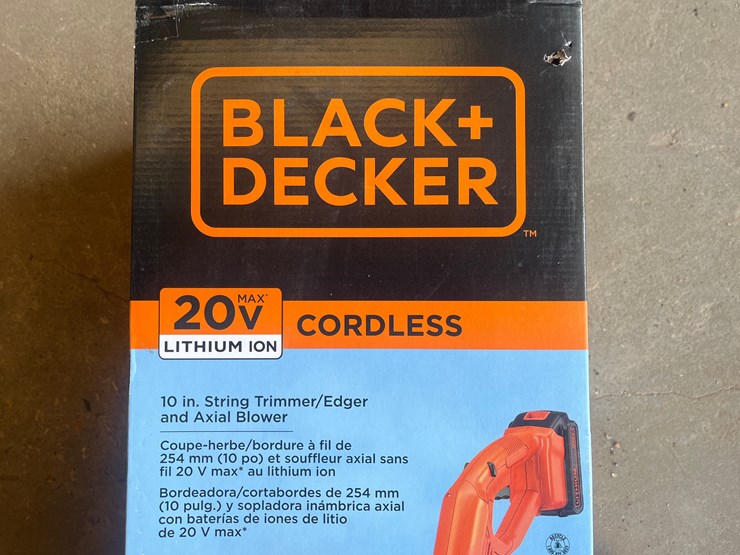 BLACK+
DECKER
TM
20V MAX*
LITHIUM ION
CORDLESS
10 in. String Trimmer/Edger
and Axial Blower
Coupe-herbe/bordure à fil de
254 mm (10 po) et souffleur axial sans
fil 20 V max* au lithium ion
Bordeadora/cortabordes de 254 mm
(10 pulg.) y sopladora inámbrica axial
con baterías de iones de litio
de 20 V max*